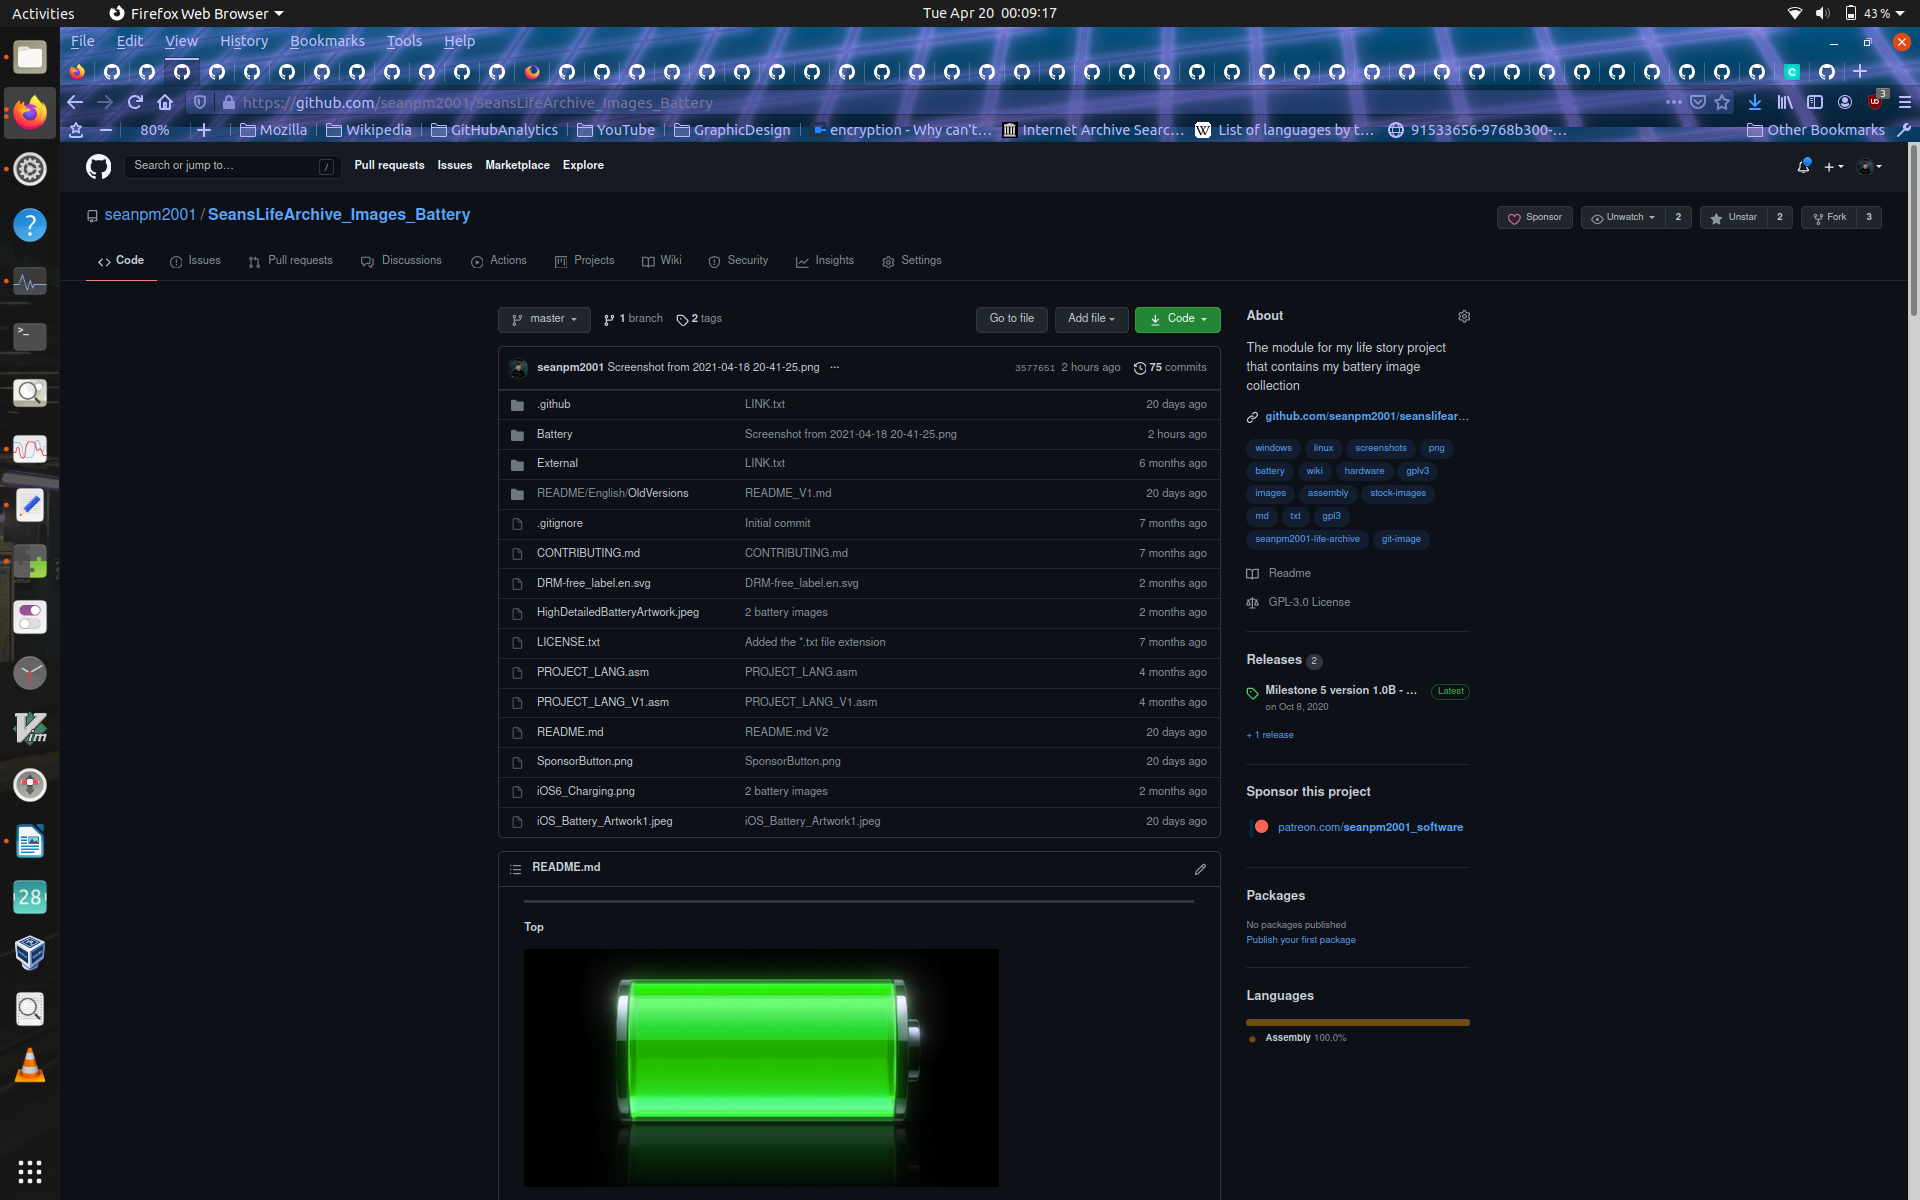 Activities Firefox Web Browser Tue Apr 20 00:09:17 43 %
File Edit View History Bookmarks Tools Help
https://github.com/seanpm2001/SeansLifeArchive_Images_Battery 3
80% Mozilla Wikipedia GitHubAnalytics YouTube GraphicDesign encryption - Why can't... Internet Archive Searc... List of languages by t... 91533656-9768b300-... Other Bookmarks
Search or jump to... / Pull requests Issues Marketplace Explore
seanpm2001 / SeansLifeArchive_Images_Battery Sponsor Unwatch 2 Unstar 2 Fork 3
Code Issues Pull requests Discussions Actions Projects Wiki Security Insights Settings
master 1 branch 2 tags Go to file Add file Code
seanpm2001 Screenshot from 2021-04-18 20-41-25.png ... 3577651 2 hours ago 75 commits
.github LINK.txt 20 days ago
Battery Screenshot from 2021-04-18 20-41-25.png 2 hours ago
External LINK.txt 6 months ago
README/English/OldVersions README_V1.md 20 days ago
.gitignore Initial commit 7 months ago
CONTRIBUTING.md CONTRIBUTING.md 7 months ago
DRM-free_label.en.svg DRM-free_label.en.svg 2 months ago
HighDetailedBatteryArtwork.jpeg 2 battery images 2 months ago
LICENSE.txt Added the *.txt file extension 7 months ago
PROJECT_LANG.asm PROJECT_LANG.asm 4 months ago
PROJECT_LANG_V1.asm PROJECT_LANG_V1.asm 4 months ago
README.md README.md V2 20 days ago
SponsorButton.png SponsorButton.png 20 days ago
iOS6_Charging.png 2 battery images 2 months ago
iOS_Battery_Artwork1.jpeg iOS_Battery_Artwork1.jpeg 20 days ago
README.md
Top
About
The module for my life story project
that contains my battery image
collection
github.com/seanpm2001/seanslifear...
windows linux screenshots png
battery wiki hardware gplv3
images assembly stock-images
md txt gpl3
seanpm2001-life-archive git-image
Readme
GPL-3.0 License
Releases 2
Milestone 5 version 1.0B - ... Latest
on Oct 8, 2020
+ 1 release
Sponsor this project
patreon.com/seanpm2001_software
Packages
No packages published
Publish your first package
Languages
Assembly 100.0%
28